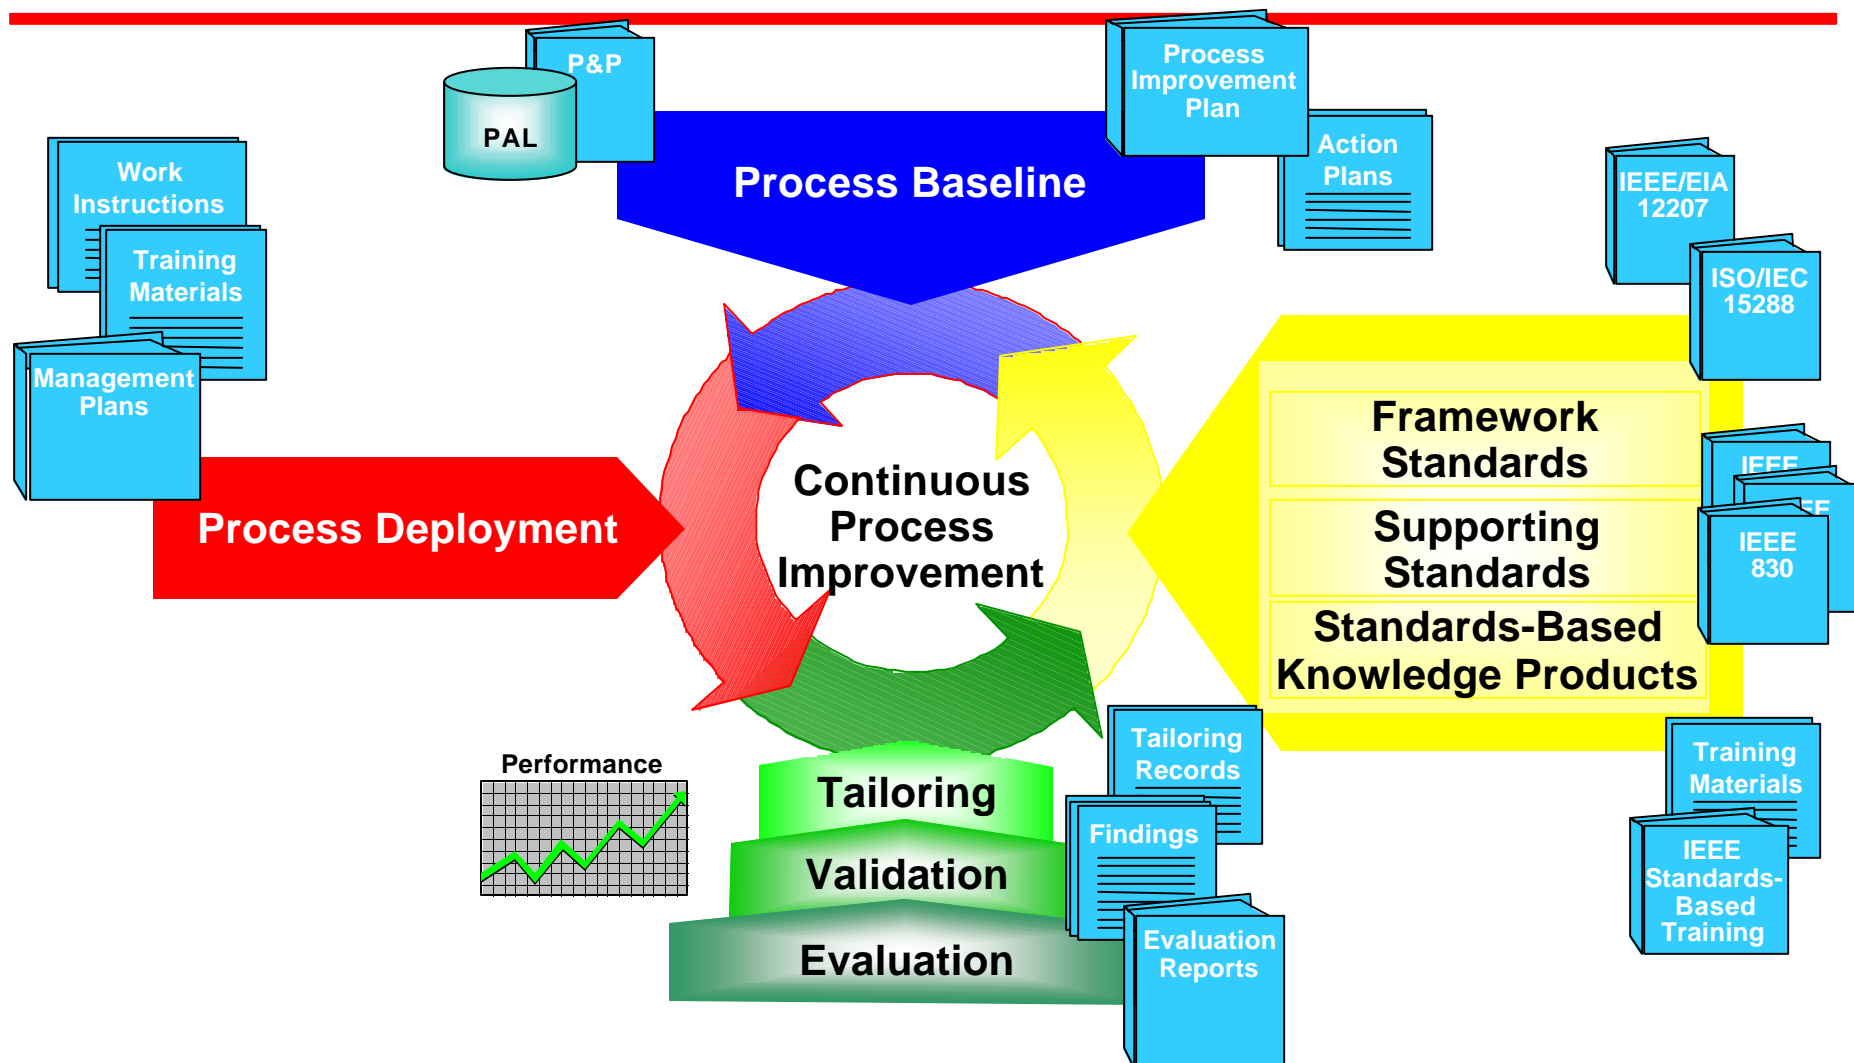 P&P
PAL
Process
Improvement
Plan
Action
Plans
Process Baseline
Work
Instructions
Training
Materials
Management
Plans
IEEE/EIA
12207
ISO/IEC
15288
Process Deployment
Continuous
Process
Improvement
Framework
Standards
Supporting
Standards
Standards-Based
Knowledge Products
IEEE
IEEE
830
Performance
Tailoring
Validation
Evaluation
Tailoring
Records
Findings
Evaluation
Reports
Training
Materials
IEEE
Standards-
Based
Training